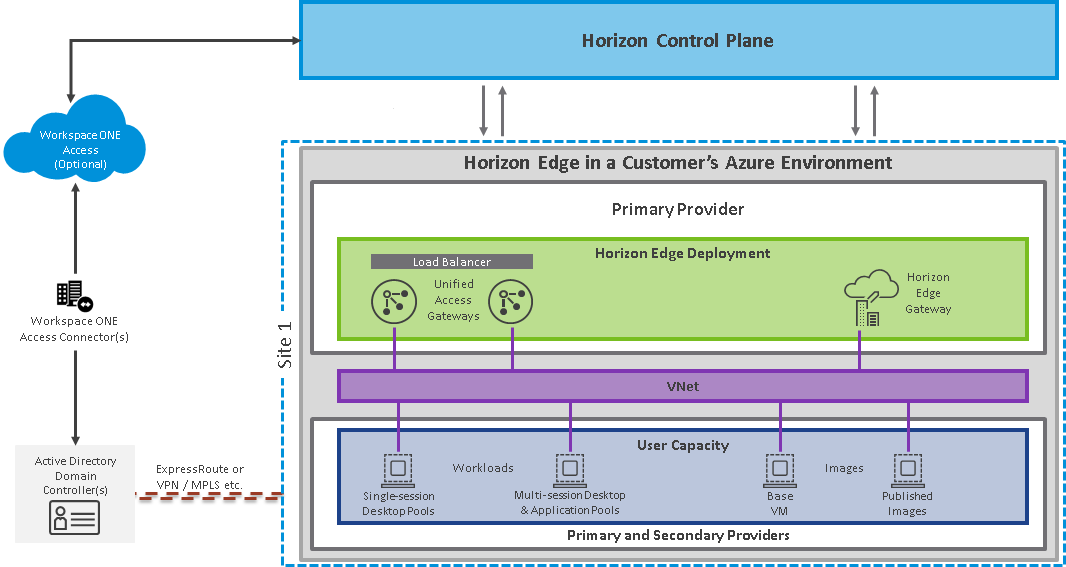 Horizon Control Plane
Workspace ONE
Access
(Optional)
Horizon Edge in a Customer's Azure Environment
Primary Provider
Horizon Edge Deployment
Load Balancer
Unified
Access
Gateways
Horizon
Edge
Gateway
Workspace ONE
Access Connector(s)
Site 1
VNet
User Capacity
Workloads
Images
Single-session
Desktop Pools
Multi-session Desktop
& Application Pools
Base
VM
Published
Images
Primary and Secondary Providers
Active Directory
Domain
Controller(s)
ExpressRoute or
VPN / MPLS etc.